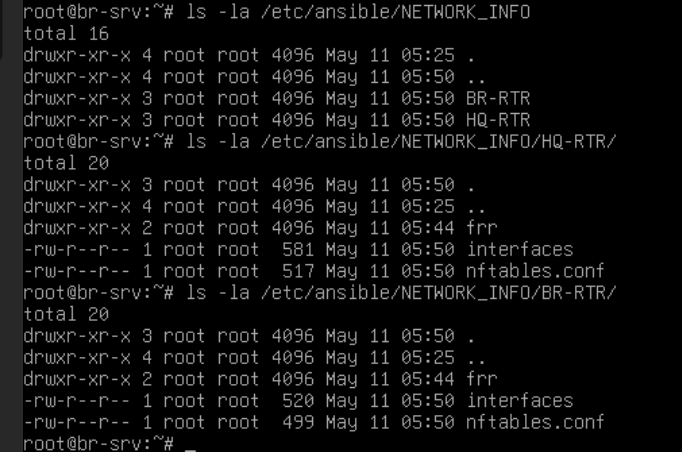 root@br-srv:~# ls -la /etc/ansible/NETWORK_INFO
total 16
drwxr-xr-x 4 root root 4096 May 11 05:25 .
drwxr-xr-x 4 root root 4096 May 11 05:50 ..
drwxr-xr-x 3 root root 4096 May 11 05:50 BR-RTR
drwxr-xr-x 3 root root 4096 May 11 05:50 HQ-RTR
root@br-srv:~# ls -la /etc/ansible/NETWORK_INFO/HQ-RTR/
total 20
drwxr-xr-x 3 root root 4096 May 11 05:50 .
drwxr-xr-x 4 root root 4096 May 11 05:25 ..
drwxr-xr-x 2 root root 4096 May 11 05:44 frr
-rw-r--r-- 1 root root  581 May 11 05:50 interfaces
-rw-r--r-- 1 root root  517 May 11 05:50 nftables.conf
root@br-srv:~# ls -la /etc/ansible/NETWORK_INFO/BR-RTR/
total 20
drwxr-xr-x 3 root root 4096 May 11 05:50 .
drwxr-xr-x 4 root root 4096 May 11 05:25 ..
drwxr-xr-x 2 root root 4096 May 11 05:44 frr
-rw-r--r-- 1 root root  520 May 11 05:50 interfaces
-rw-r--r-- 1 root root  499 May 11 05:50 nftables.conf
root@br-srv:~# _